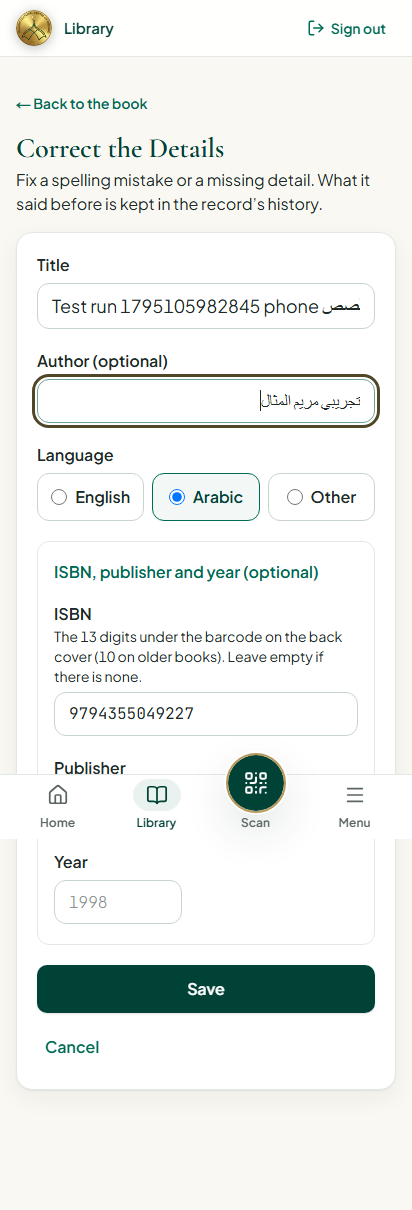 Library
Sign out
← Back to the book
Correct the Details
Fix a spelling mistake or a missing detail. What it
said before is kept in the record’s history.
Title
Test run 1795105982845 phone قصص
Author (optional)
تجريبي مريم المثال
Language
English
Arabic
Other
ISBN, publisher and year (optional)
ISBN
The 13 digits under the barcode on the back
cover (10 on older books). Leave empty if
there is none.
9794355049227
Publisher
Home
Library
Scan
Menu
Year
1998
Save
Cancel